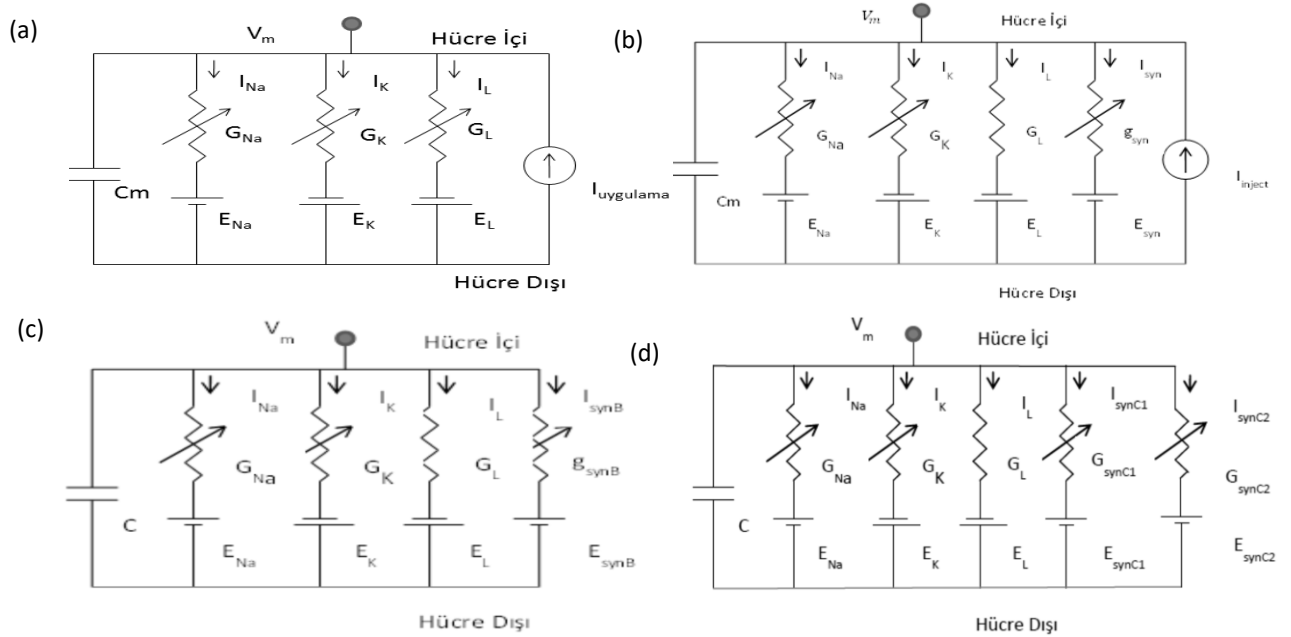 (a)
V_m Hücre İçi
I_Na I_K I_L
G_Na G_K G_L
Cm I_uygulama
E_Na E_K E_L
Hücre Dışı
(b)
V_m Hücre İçi
I_Na I_K I_L I_syn
G_Na G_K G_L g_syn
Cm I_inject
E_Na E_K E_L E_syn
Hücre Dışı
(c)
V_m Hücre İçi
I_Na I_K I_L I_synB
G_Na G_K G_L g_synB
C
E_Na E_K E_L E_synB
Hücre Dışı
(d)
V_m Hücre İçi
I_Na I_K I_L I_synC1 I_synC2
G_Na G_K G_L G_synC1 G_synC2
C
E_Na E_K E_L E_synC1 E_synC2
Hücre Dışı